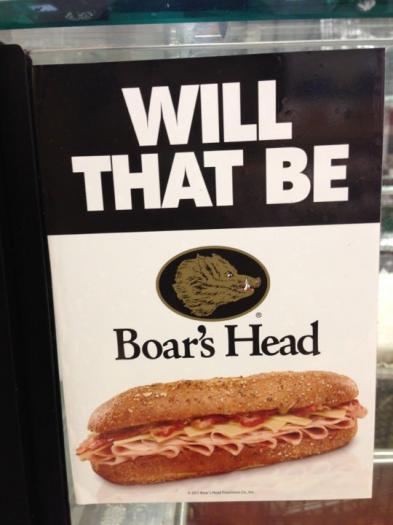 WILL
THAT BE
®
Boar's Head